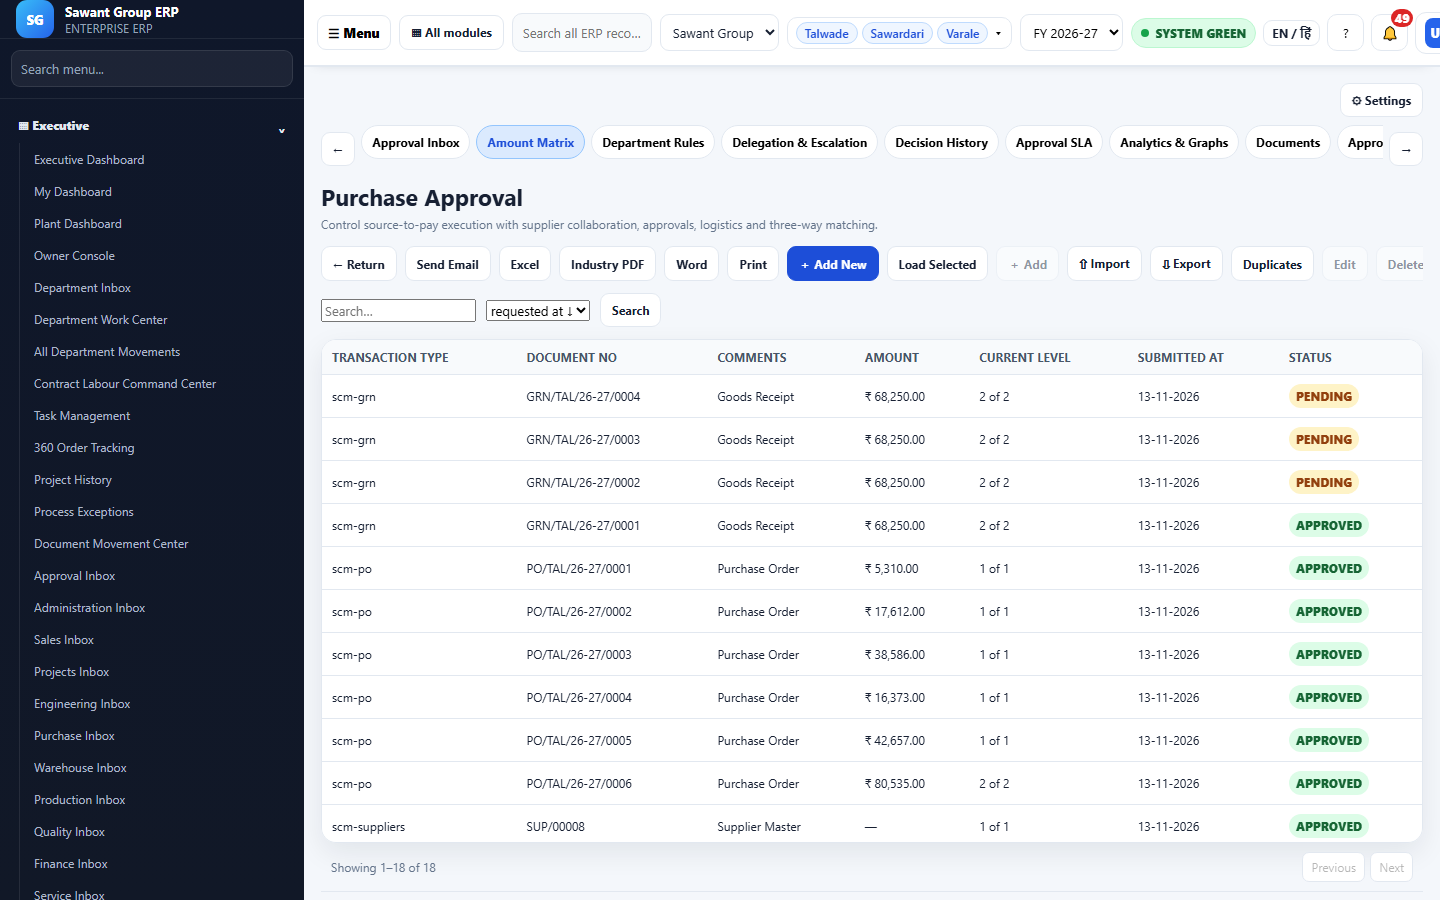 SG
Sawant Group ERP
ENTERPRISE ERP
Search menu...
Executive
Executive Dashboard
My Dashboard
Plant Dashboard
Owner Console
Department Inbox
Department Work Center
All Department Movements
Contract Labour Command Center
Task Management
360 Order Tracking
Project History
Process Exceptions
Document Movement Center
Approval Inbox
Administration Inbox
Sales Inbox
Projects Inbox
Engineering Inbox
Purchase Inbox
Warehouse Inbox
Production Inbox
Quality Inbox
Finance Inbox
Service Inbox
☰ Menu All modules Search all ERP reco... Sawant Group Talwade Sawardari Varale FY 2026-27 SYSTEM GREEN EN / हिं ? 49 U
⚙ Settings
← Approval Inbox Amount Matrix Department Rules Delegation & Escalation Decision History Approval SLA Analytics & Graphs Documents Appro →
Purchase Approval
Control source-to-pay execution with supplier collaboration, approvals, logistics and three-way matching.
← Return Send Email Excel Industry PDF Word Print + Add New Load Selected + Add ⇧ Import ⇩ Export Duplicates Edit Delete
Search... requested at ↓ Search
TRANSACTION TYPE DOCUMENT NO COMMENTS AMOUNT CURRENT LEVEL SUBMITTED AT STATUS
scm-grn GRN/TAL/26-27/0004 Goods Receipt ₹ 68,250.00 2 of 2 13-11-2026 PENDING
scm-grn GRN/TAL/26-27/0003 Goods Receipt ₹ 68,250.00 2 of 2 13-11-2026 PENDING
scm-grn GRN/TAL/26-27/0002 Goods Receipt ₹ 68,250.00 2 of 2 13-11-2026 PENDING
scm-grn GRN/TAL/26-27/0001 Goods Receipt ₹ 68,250.00 2 of 2 13-11-2026 APPROVED
scm-po PO/TAL/26-27/0001 Purchase Order ₹ 5,310.00 1 of 1 13-11-2026 APPROVED
scm-po PO/TAL/26-27/0002 Purchase Order ₹ 17,612.00 1 of 1 13-11-2026 APPROVED
scm-po PO/TAL/26-27/0003 Purchase Order ₹ 38,586.00 1 of 1 13-11-2026 APPROVED
scm-po PO/TAL/26-27/0004 Purchase Order ₹ 16,373.00 1 of 1 13-11-2026 APPROVED
scm-po PO/TAL/26-27/0005 Purchase Order ₹ 42,657.00 1 of 1 13-11-2026 APPROVED
scm-po PO/TAL/26-27/0006 Purchase Order ₹ 80,535.00 2 of 2 13-11-2026 APPROVED
scm-suppliers SUP/00008 Supplier Master — 1 of 1 13-11-2026 APPROVED
Showing 1–18 of 18 Previous Next